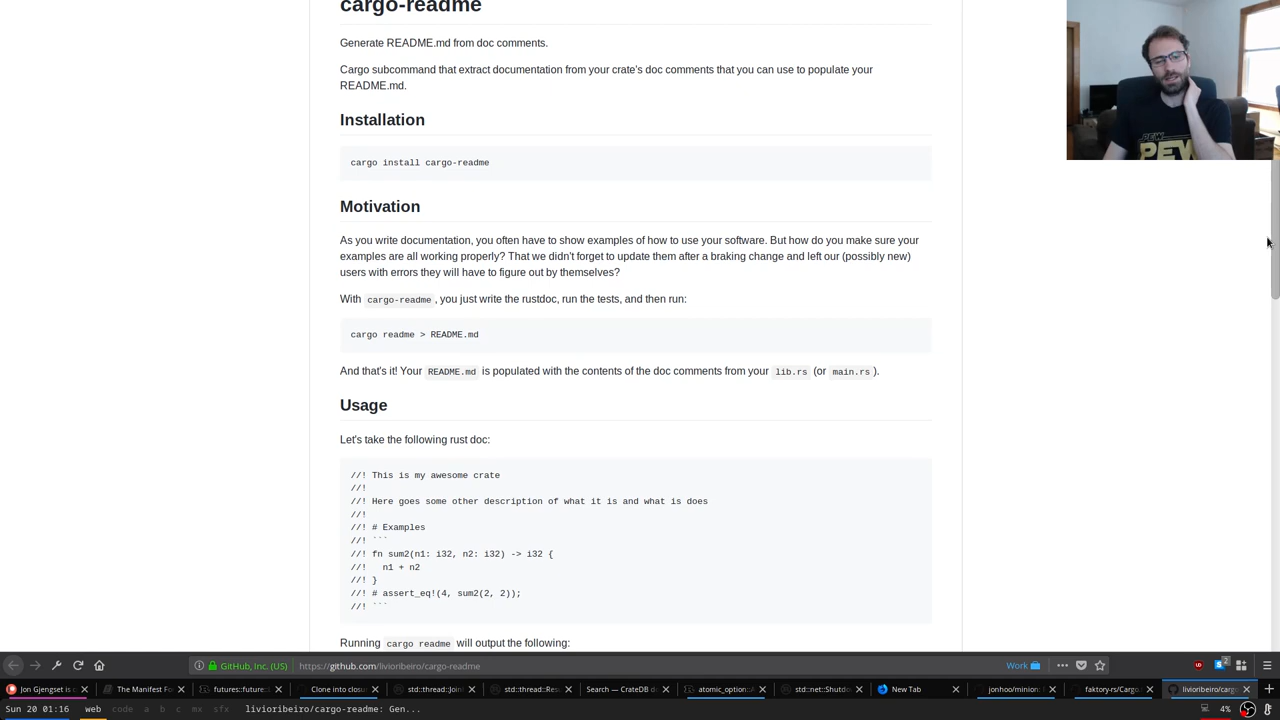 cargo-readme
Generate README.md from doc comments.
Cargo subcommand that extract documentation from your crate's doc comments that you can use to populate your
README.md.
Installation
cargo install cargo-readme
Motivation
As you write documentation, you often have to show examples of how to use your software. But how do you make sure your
examples are all working properly? That we didn't forget to update them after a braking change and left our (possibly new)
users with errors they will have to figure out by themselves?
With cargo-readme , you just write the rustdoc, run the tests, and then run:
cargo readme > README.md
And that's it! Your README.md is populated with the contents of the doc comments from your lib.rs (or main.rs ).
Usage
Let's take the following rust doc:
//! This is my awesome crate
//!
//! Here goes some other description of what it is and what is does
//!
//! # Examples
//! ```
//! fn sum2(n1: i32, n2: i32) -> i32 {
//!   n1 + n2
//! }
//! # assert_eq!(4, sum2(2, 2));
//! ```
Running cargo readme will output the following:
PEW
PEW
GitHub, Inc. (US) https://github.com/livioribeiro/cargo-readme Work 2
Jon Gjengset is The Manifest Fo futures::future: Clone into closu std::thread::Join std::thread::Res Search — CrateDB do atomic_option::A std::net::Shutdo New Tab jonhoo/minion: faktory-rs/Cargo. livioribeiro/carg
Sun 20 01:16 web code a b c mx sfx livioribeiro/cargo-readme: Gen... 4%